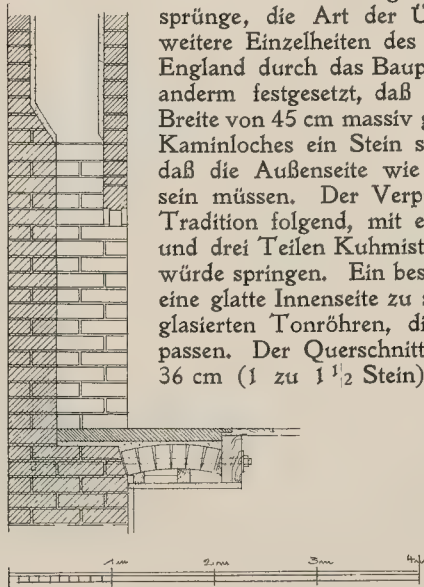 sprünge, die Art der
weitere Einzelheiten des
England durch das Baup
anderm festgesetzt, daß
Breite von 45 cm massiv g
Kaminloches ein Stein s
daß die Außenseite wie
sein müssen. Der Verp
Tradition folgend, mit e
und drei Teilen Kuhmist
würde springen. Ein bes
eine glatte Innenseite zu s
glasierten Tonröhren, di
passen. Der Querschnitt
36 cm (1 zu 1 1/2 Stein)
1m 2m 3m